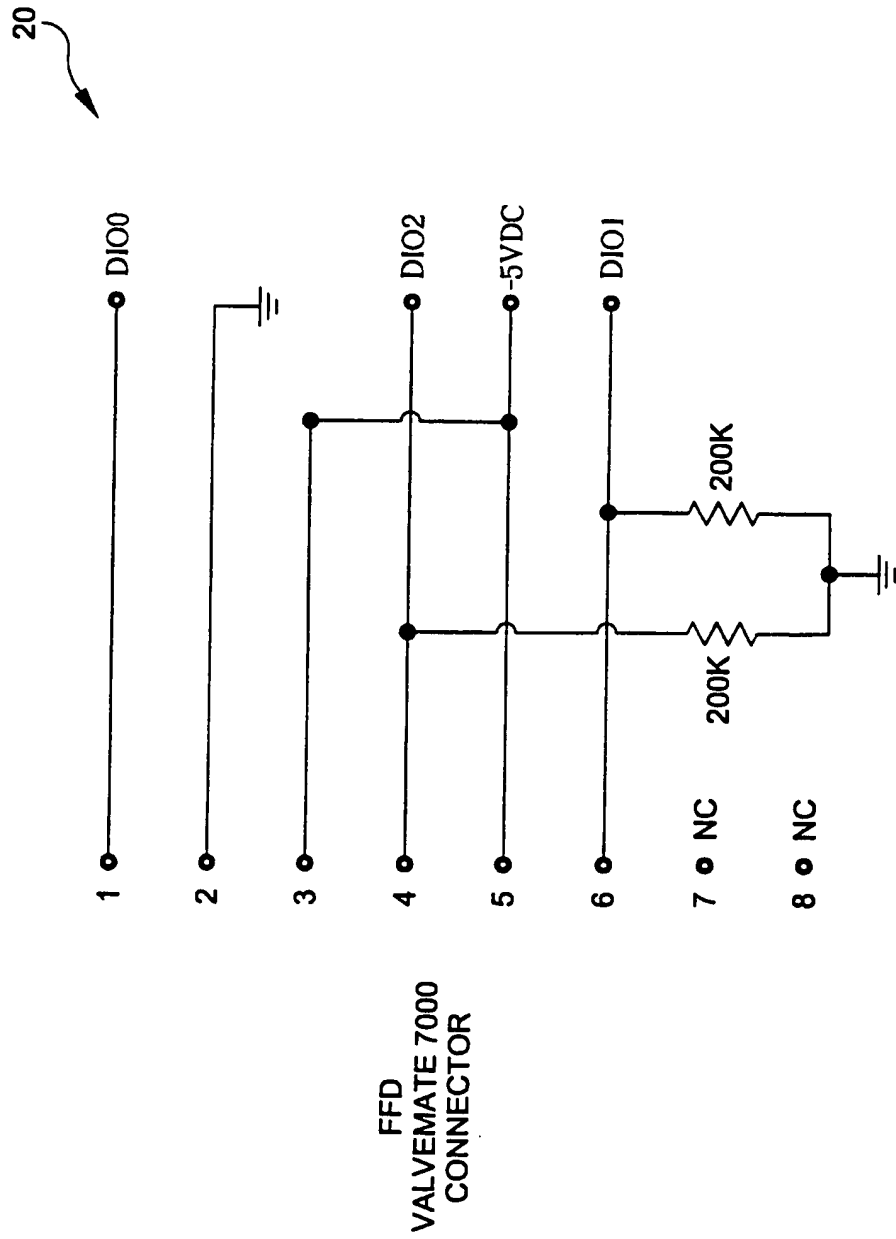 20
1
DIO0
2
3
4
DIO2
5
-5VDC
6
DIO1
200K
200K
7 NC
8 NC
FFD
VALVEMATE 7000
CONNECTOR